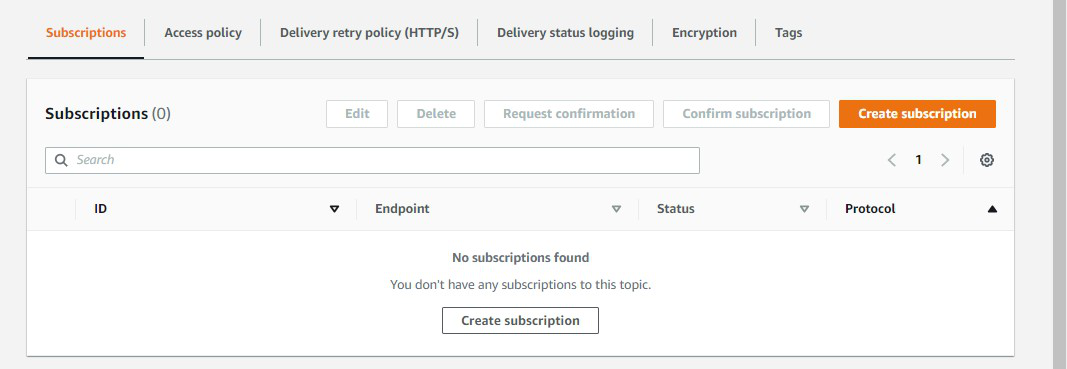 Subscriptions Access policy Delivery retry policy (HTTP/S) Delivery status logging Encryption Tags
Subscriptions (0) Edit Delete Request confirmation Confirm subscription Create subscription
Search 1
ID Endpoint Status Protocol
No subscriptions found
You don't have any subscriptions to this topic.
Create subscription